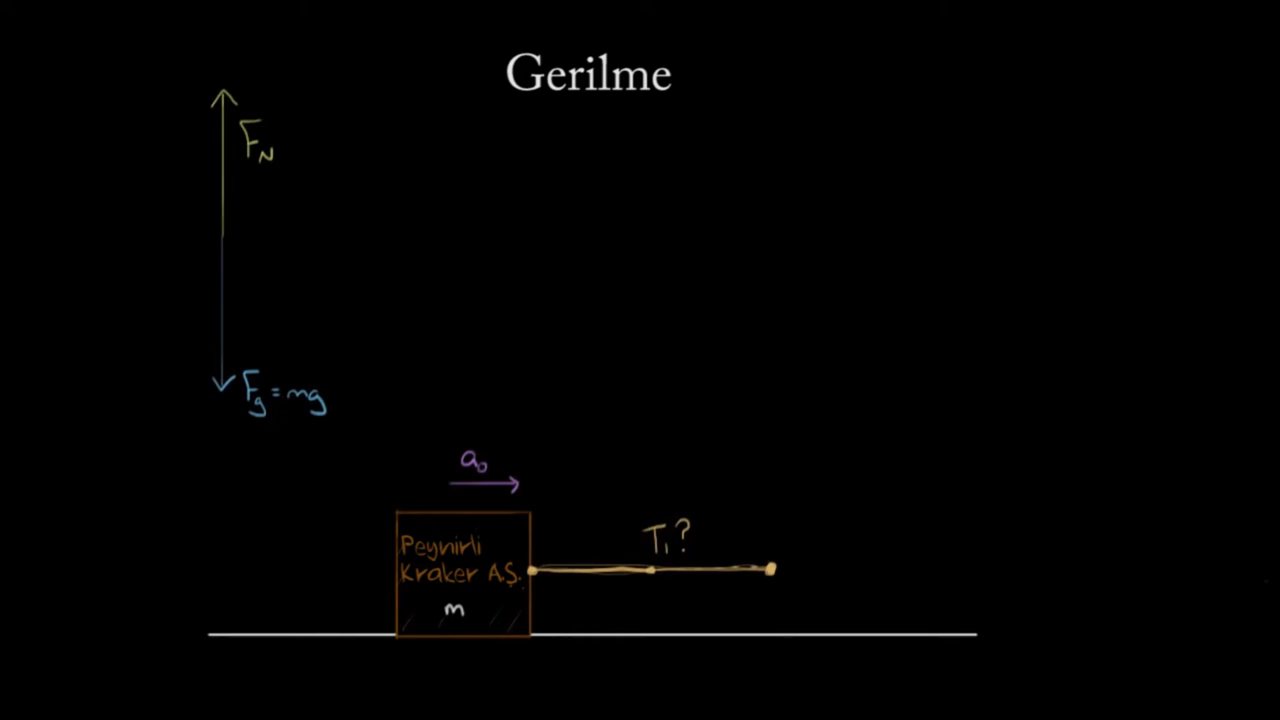 Gerilme
F_N
F_g = mg
a_0
T_1?
Peynirli
Kraker A.Ş.
m